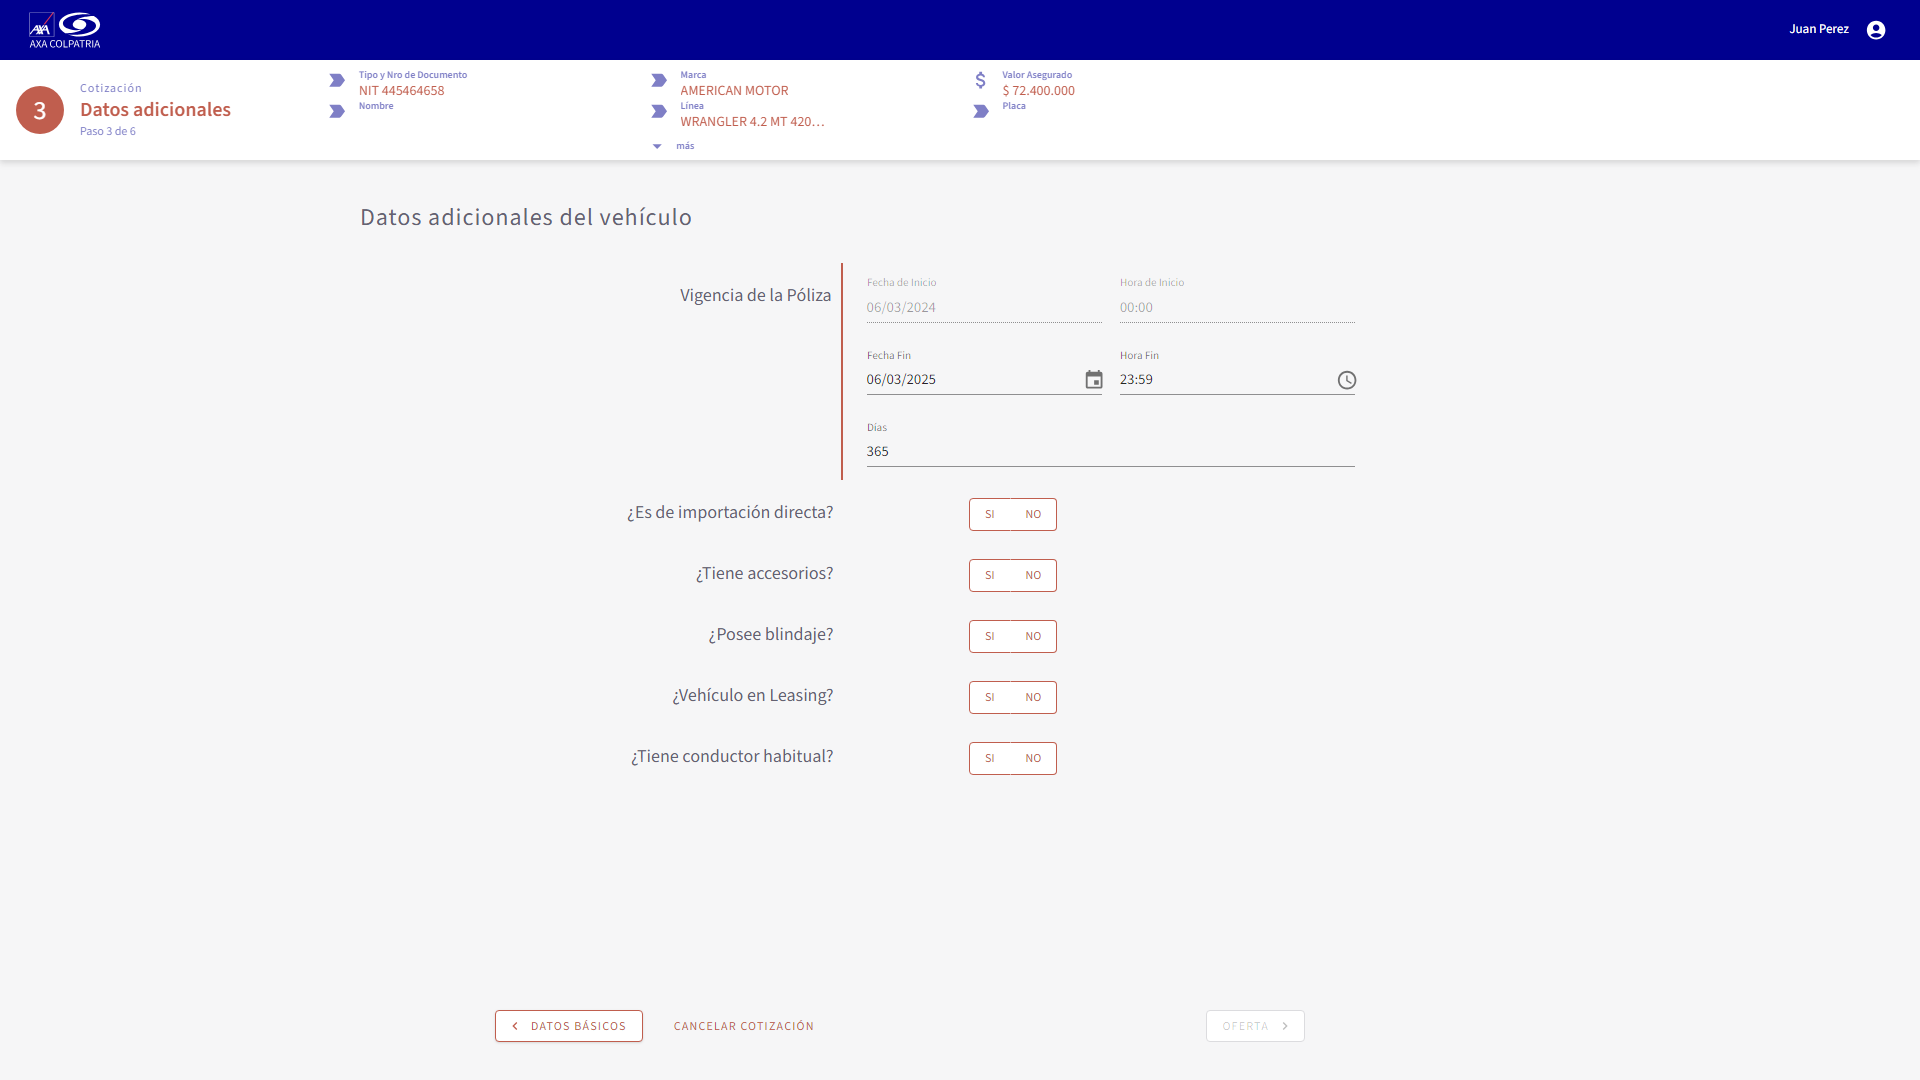 AXA
AXA COLPATRIA
Juan Perez
3
Cotización
Datos adicionales
Paso 3 de 6
Tipo y Nro de Documento
NIT 445464658
Nombre
Marca
AMERICAN MOTOR
Línea
WRANGLER 4.2 MT 420...
más
Valor Asegurado
$ 72.400.000
Placa
Datos adicionales del vehículo
Vigencia de la Póliza
Fecha de Inicio
06/03/2024
Hora de Inicio
00:00
Fecha Fin
06/03/2025
Hora Fin
23:59
Días
365
¿Es de importación directa?
SI NO
¿Tiene accesorios?
SI NO
¿Posee blindaje?
SI NO
¿Vehículo en Leasing?
SI NO
¿Tiene conductor habitual?
SI NO
DATOS BÁSICOS
CANCELAR COTIZACIÓN
OFERTA